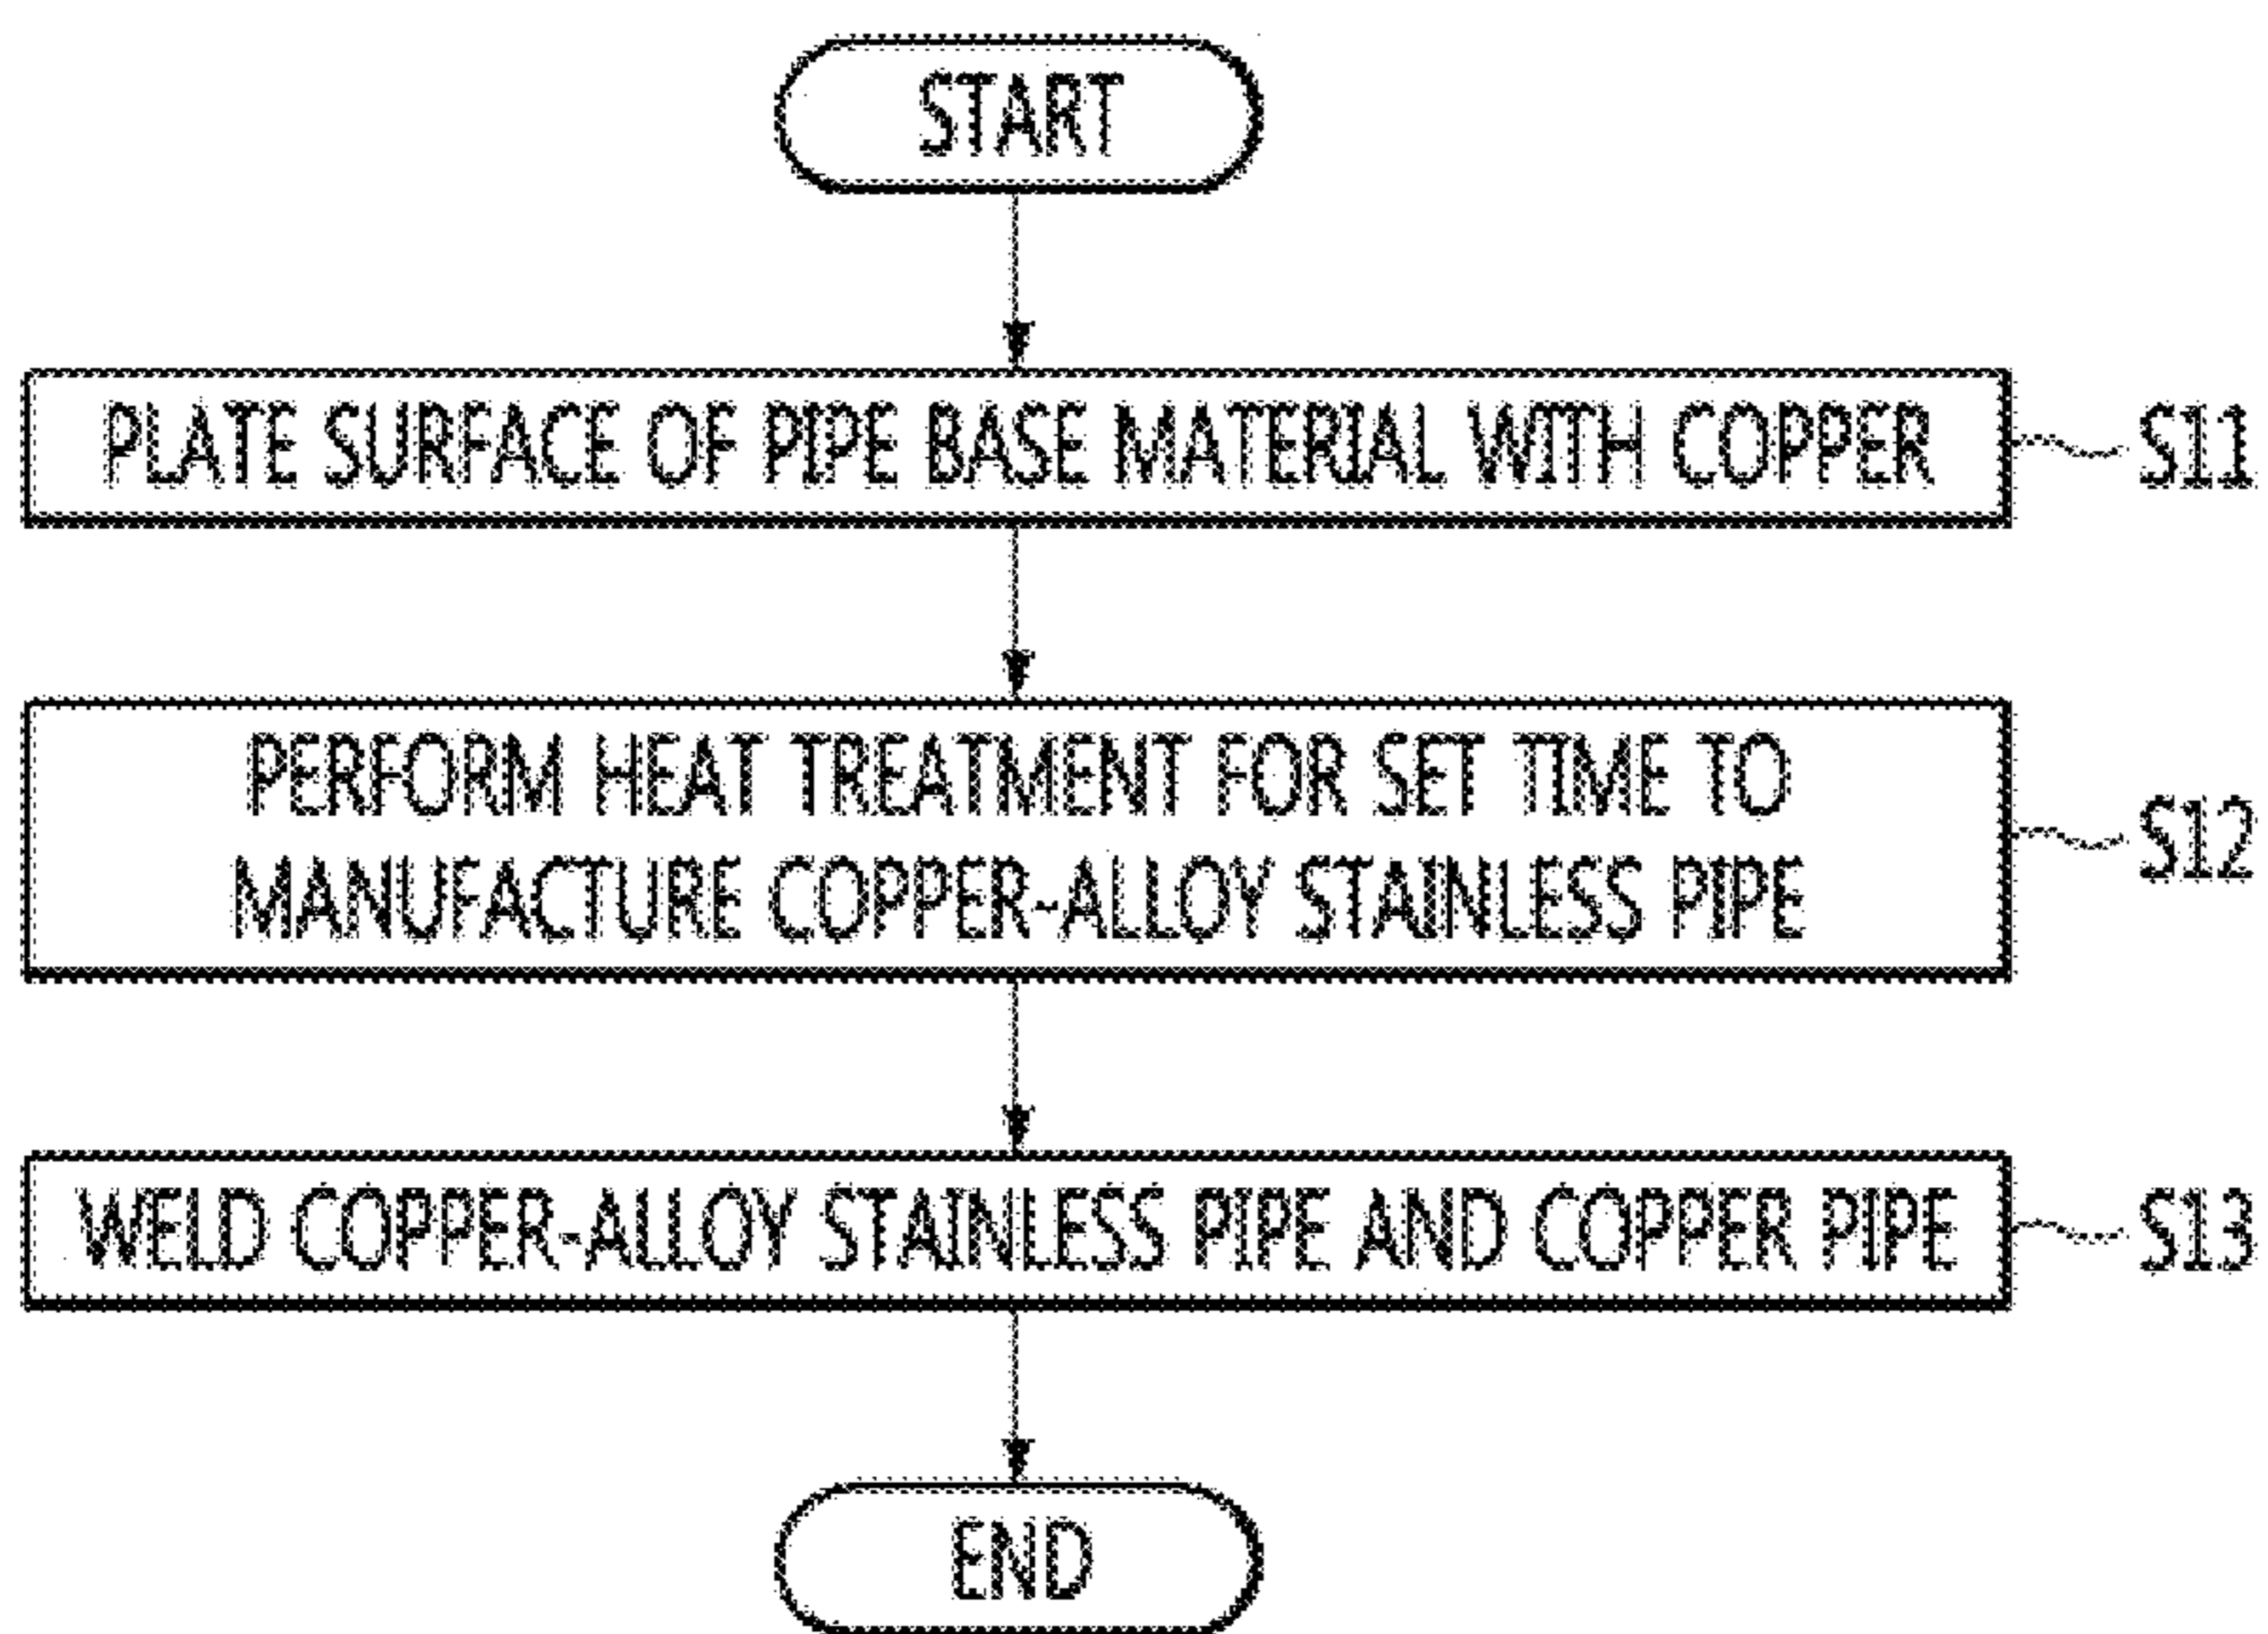 START
PLATE SURFACE OF PIPE BASE MATERIAL WITH COPPER
S11
PERFORM HEAT TREATMENT FOR SET TIME TO
MANUFACTURE COPPER-ALLOY STAINLESS PIPE
S12
WELD COPPER-ALLOY STAINLESS PIPE AND COPPER PIPE
S13
END